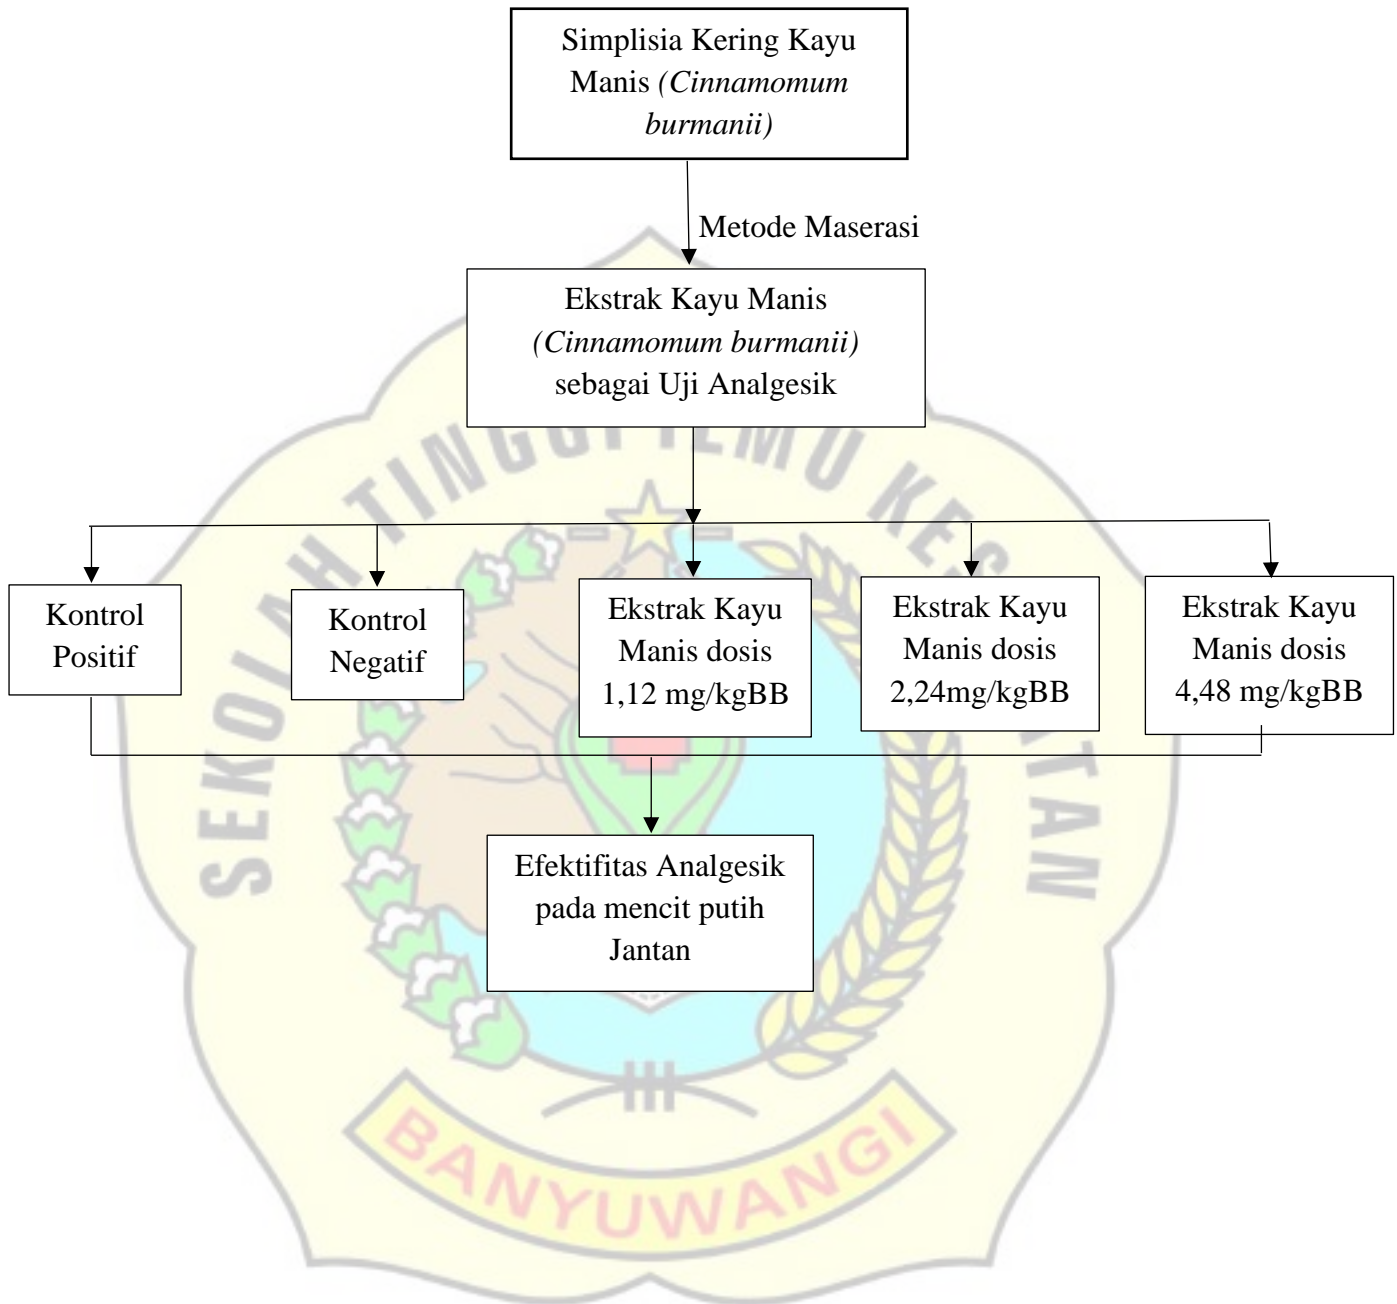 Simplisia Kering Kayu
Manis (Cinnamomum
burmanii)
Metode Maserasi
Ekstrak Kayu Manis
(Cinnamomum burmanii)
sebagai Uji Analgesik
Kontrol
Positif
Kontrol
Negatif
Ekstrak Kayu
Manis dosis
1,12 mg/kgBB
Ekstrak Kayu
Manis dosis
2,24mg/kgBB
Ekstrak Kayu
Manis dosis
4,48 mg/kgBB
Efektifitas Analgesik
pada mencit putih
Jantan
SEKOLAH TINGGI ILMU
BANYUWANGI